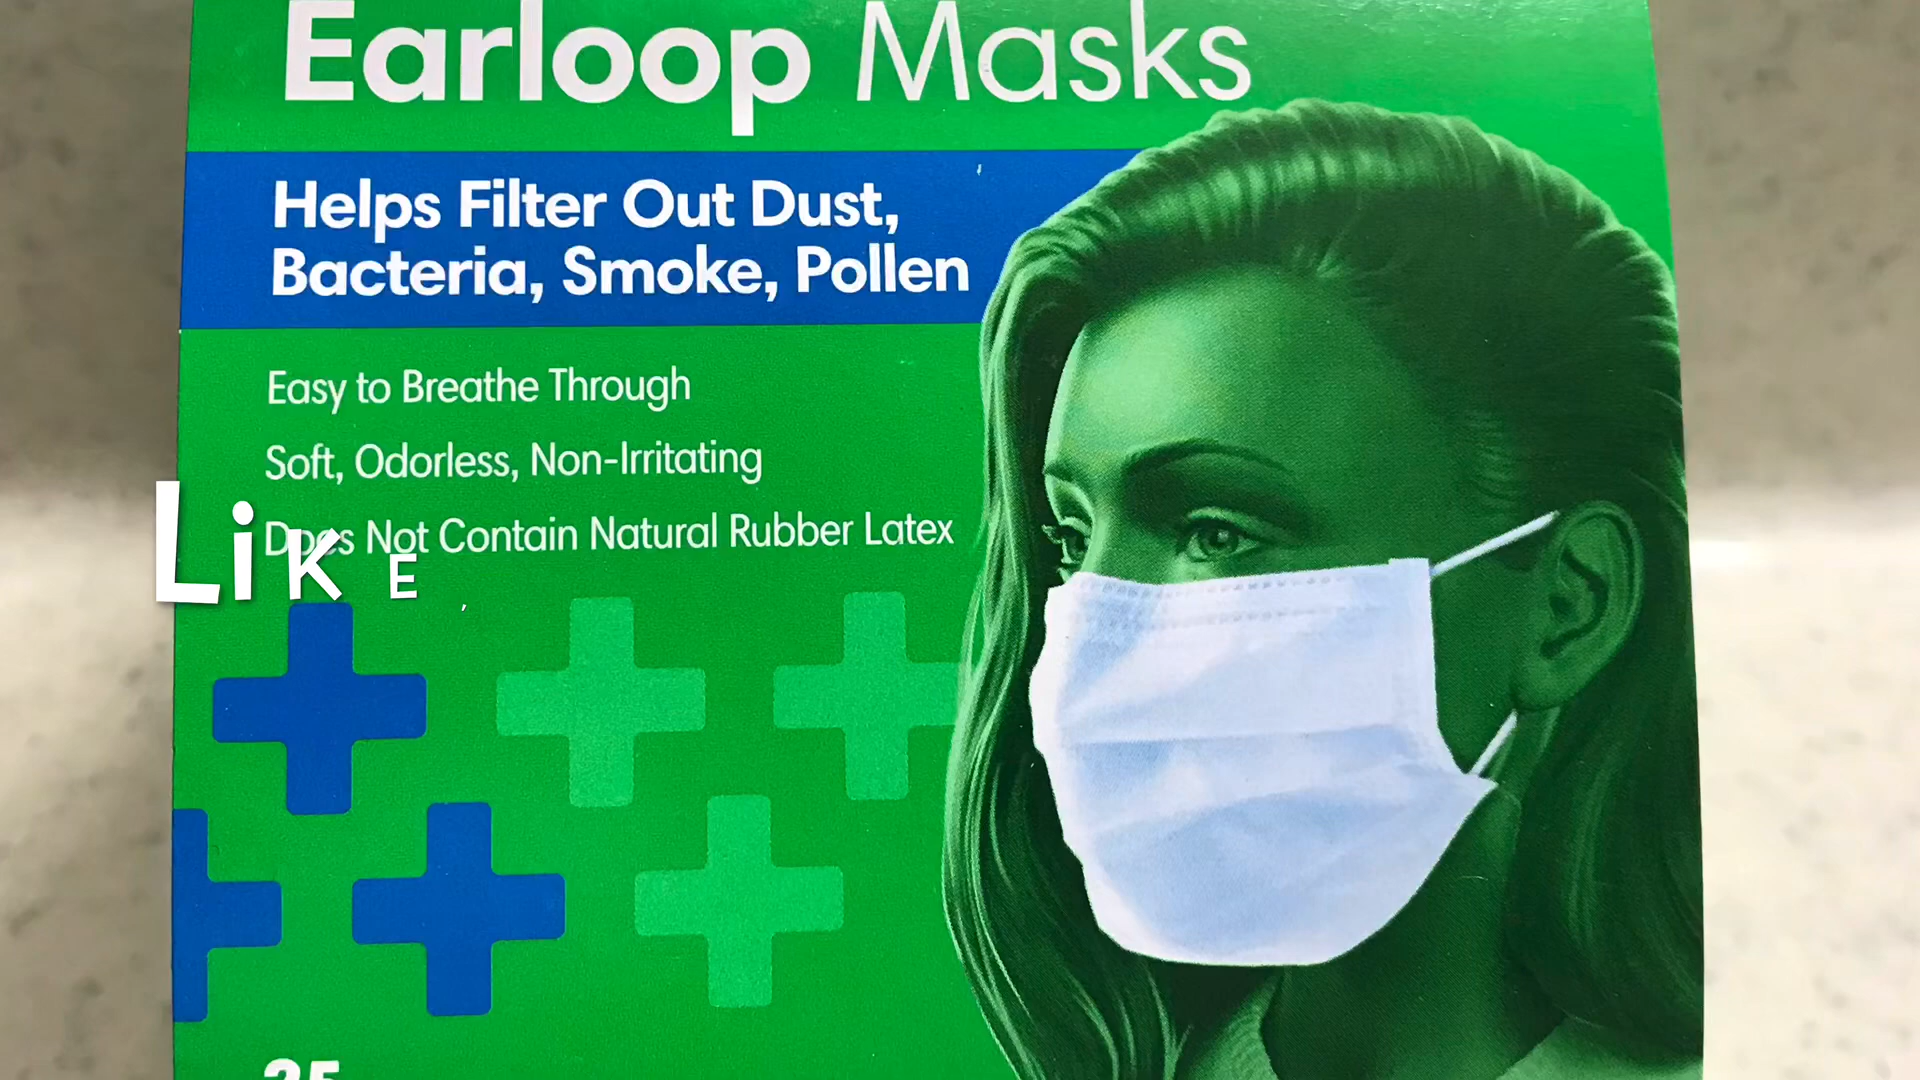 Earloop Masks
Helps Filter Out Dust,
Bacteria, Smoke, Pollen
Easy to Breathe Through
Soft, Odorless, Non-Irritating
Does Not Contain Natural Rubber Latex
LiKE,
25